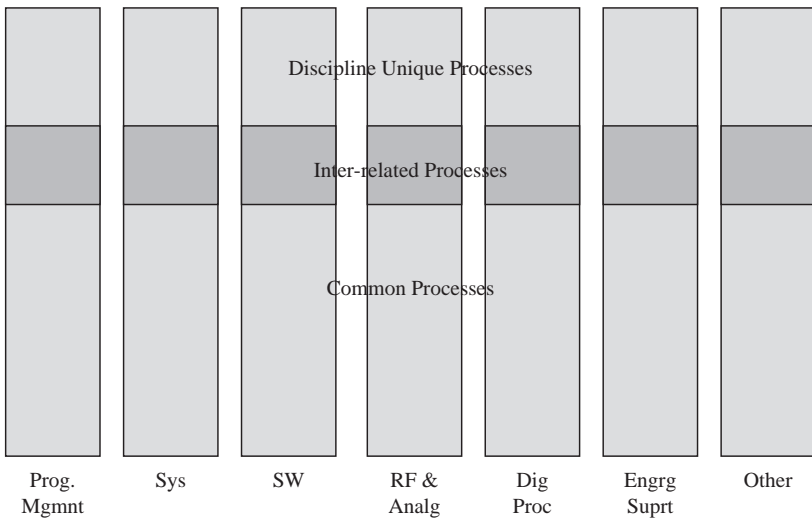 Discipline Unique Processes
Inter-related Processes
Common Processes
Prog. Mgmnt
Sys
SW
RF & Analg
Dig Proc
Engrg Suprt
Other